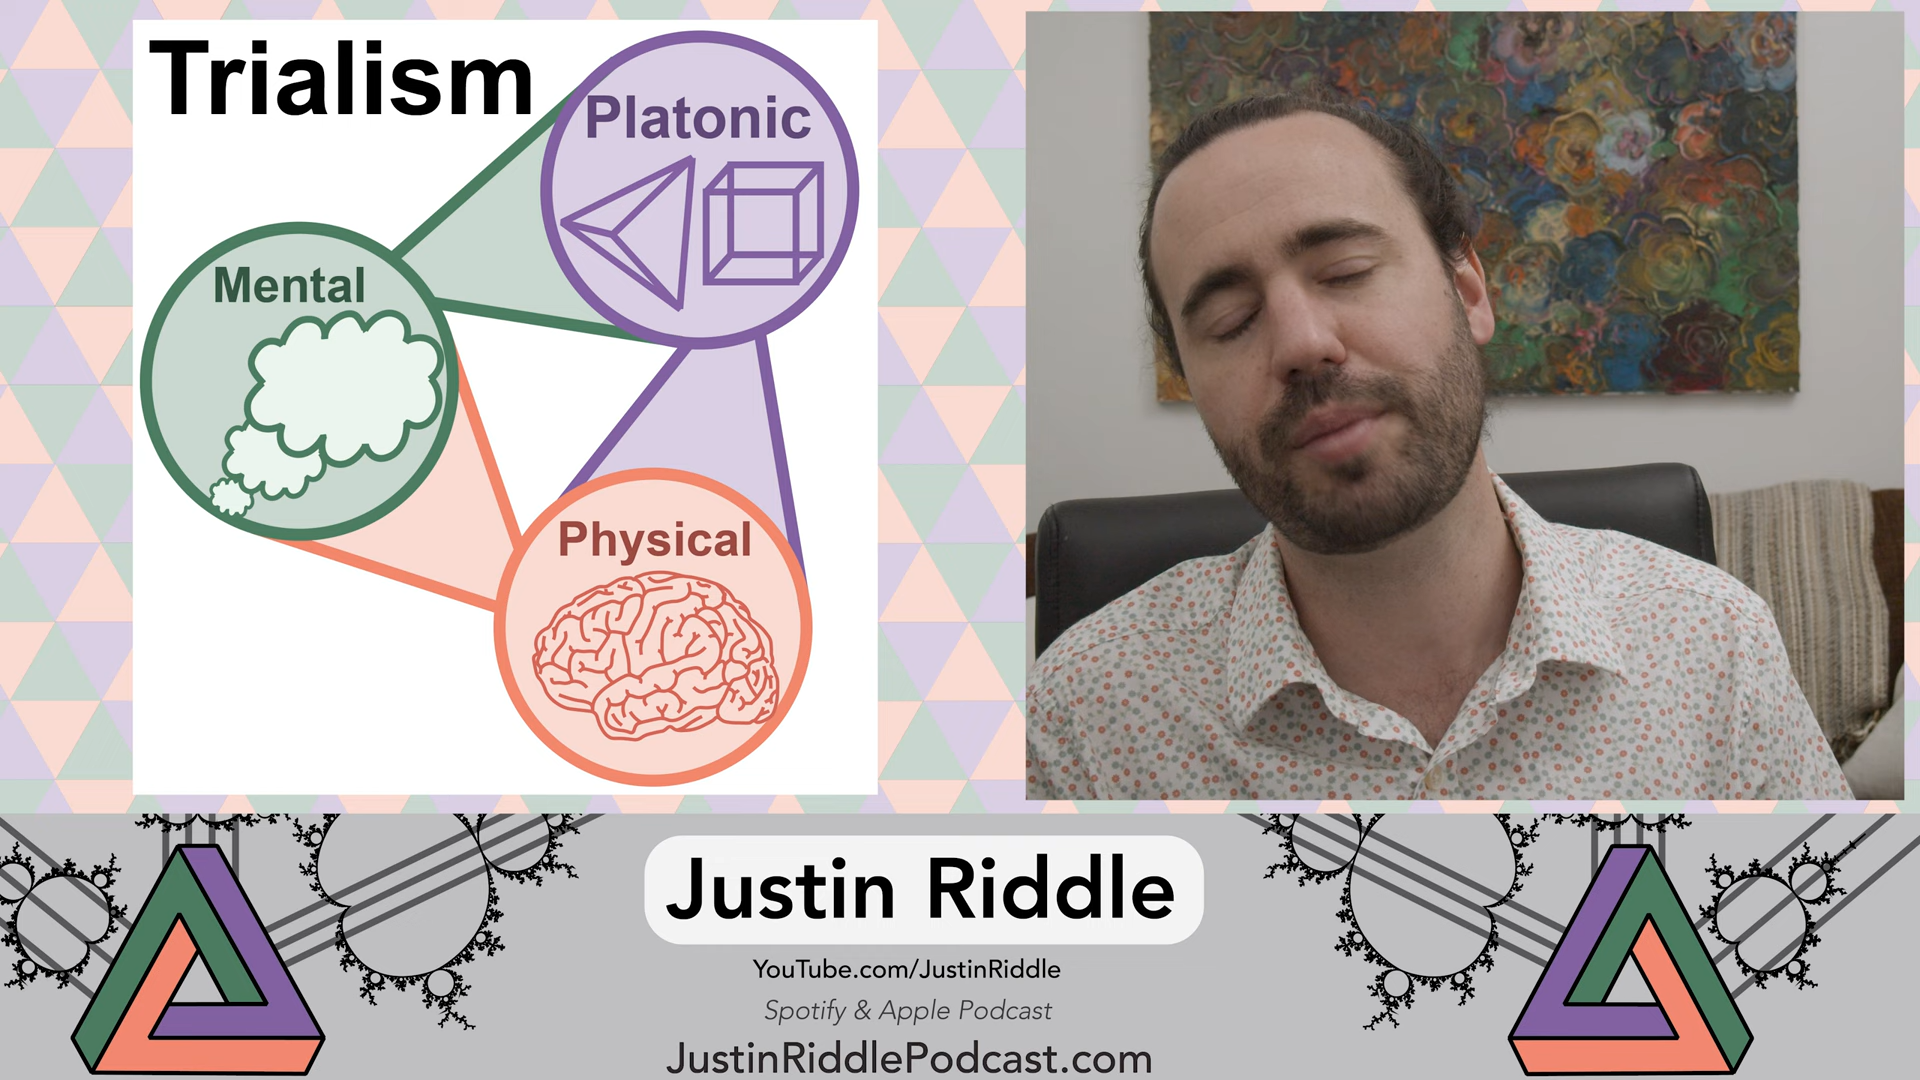 Trialism
Platonic
Mental
Physical
Justin Riddle
YouTube.com/JustinRiddle
Spotify & Apple Podcast
JustinRiddlePodcast.com